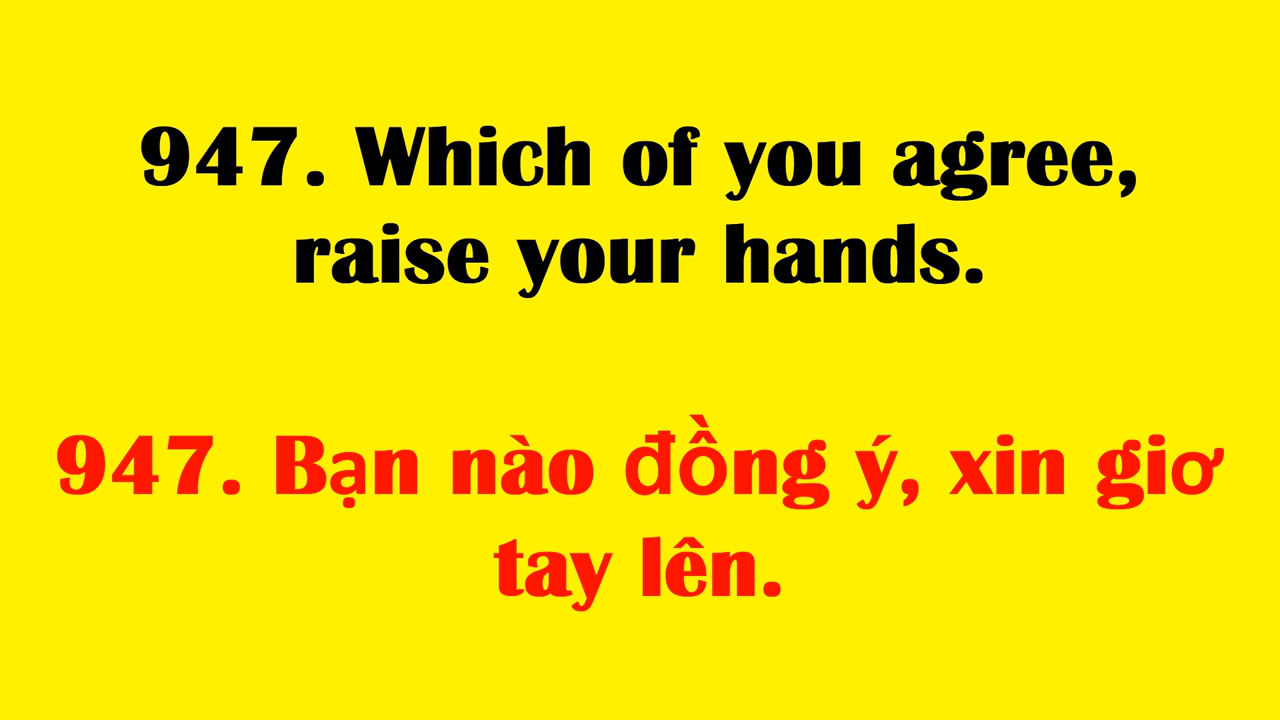 947. Which of you agree,
raise your hands.
947. Bạn nào đồng ý, xin giơ
tay lên.